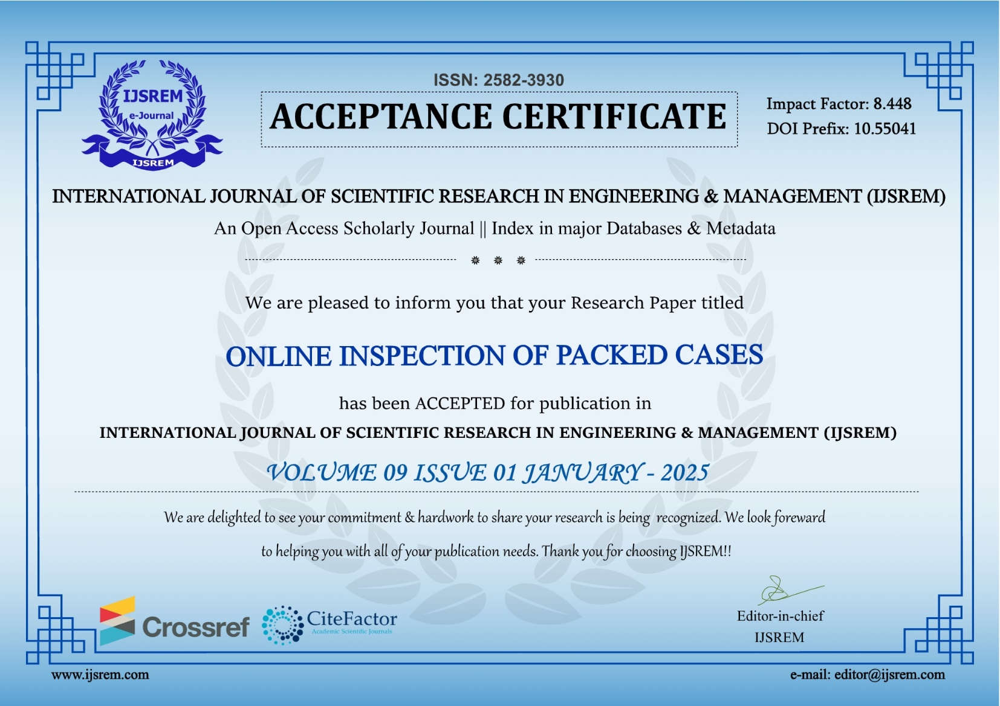 IJSREM
e-Journal
IJSREM
ISSN: 2582-3930
ACCEPTANCE CERTIFICATE
Impact Factor: 8.448
DOI Prefix: 10.55041
INTERNATIONAL JOURNAL OF SCIENTIFIC RESEARCH IN ENGINEERING & MANAGEMENT (IJSREM)
An Open Access Scholarly Journal || Index in major Databases & Metadata
We are pleased to inform you that your Research Paper titled
ONLINE INSPECTION OF PACKED CASES
has been ACCEPTED for publication in
INTERNATIONAL JOURNAL OF SCIENTIFIC RESEARCH IN ENGINEERING & MANAGEMENT (IJSREM)
VOLUME 09 ISSUE 01 JANUARY - 2025
We are delighted to see your commitment & hardwork to share your research is being recognized. We look foreward
to helping you with all of your publication needs. Thank you for choosing IJSREM!!
Crossref
CiteFactor
Academic Scientific Journals
Editor-in-chief
IJSREM
www.ijsrem.com
e-mail: editor@ijsrem.com